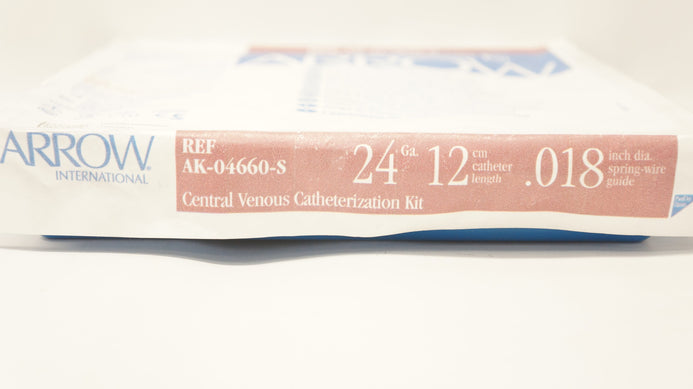 ARROW
ARROW®
INTERNATIONAL
REF
AK-04660-S
24 Ga.
12 cm
catheter
length
.018 inch dia.
spring-wire
guide
Central Venous Catheterization Kit